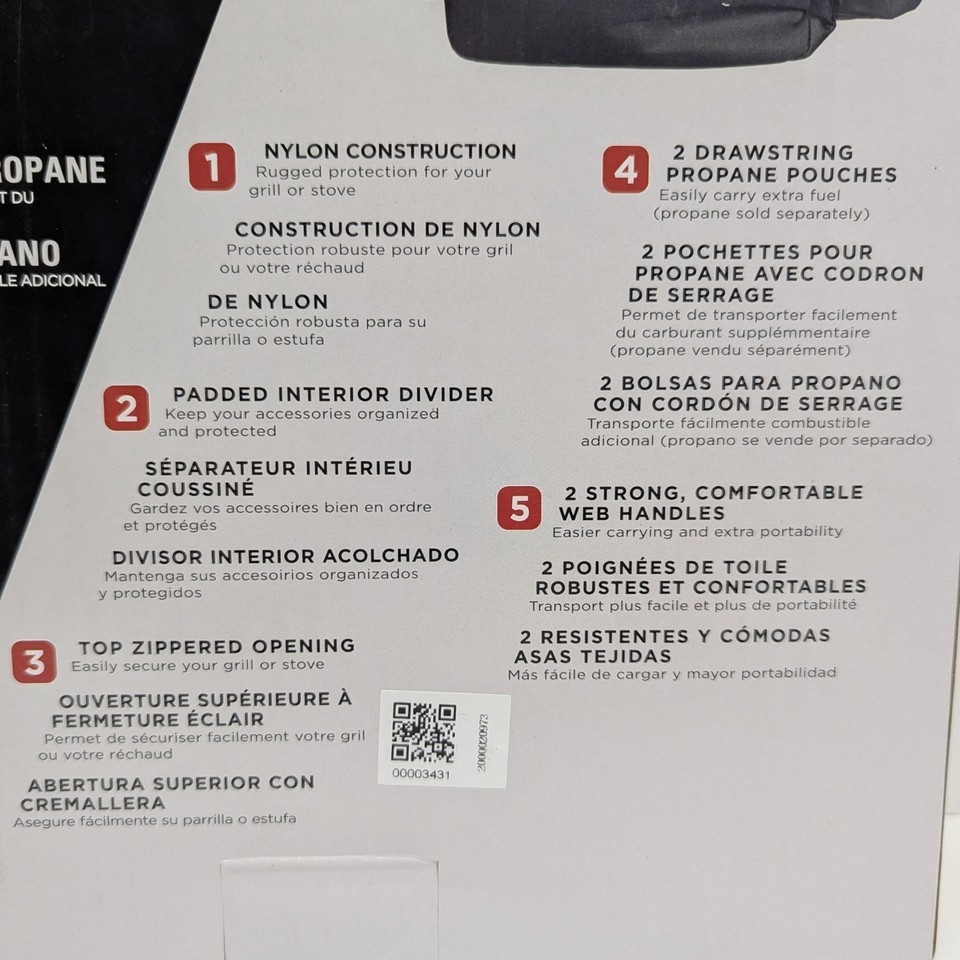 ROPANE
T DU
ANO
LE ADICIONAL
1 NYLON CONSTRUCTION
Rugged protection for your
grill or stove
CONSTRUCTION DE NYLON
Protection robuste pour votre gril
ou votre réchaud
DE NYLON
Protección robusta para su
parrilla o estufa
2 PADDED INTERIOR DIVIDER
Keep your accessories organized
and protected
SÉPARATEUR INTÉRIEU
COUSSINÉ
Gardez vos accessoires bien en ordre
et protégés
DIVISOR INTERIOR ACOLCHADO
Mantenga sus accesoirios organizados
y protegidos
3 TOP ZIPPERED OPENING
Easily secure your grill or stove
OUVERTURE SUPÉRIEURE À
FERMETURE ÉCLAIR
Permet de sécuriser facilement votre gril
ou votre réchaud
ABERTURA SUPERIOR CON
CREMALLERA
Asegure fácilmente su parrilla o estufa
4 2 DRAWSTRING
PROPANE POUCHES
Easily carry extra fuel
(propane sold separately)
2 POCHETTES POUR
PROPANE AVEC CODRON
DE SERRAGE
Permet de transporter facilement
du carburant supplémmentaire
(propane vendu séparément)
2 BOLSAS PARA PROPANO
CON CORDÓN DE SERRAGE
Transporte fácilmente combustible
adicional (propano se vende por separado)
5 2 STRONG, COMFORTABLE
WEB HANDLES
Easier carrying and extra portability
2 POIGNÉES DE TOILE
ROBUSTES ET CONFORTABLES
Transport plus facile et plus de portabilité
2 RESISTENTES Y CÓMODAS
ASAS TEJIDAS
Más fácile de cargar y mayor portabilidad
00003431
2000020973